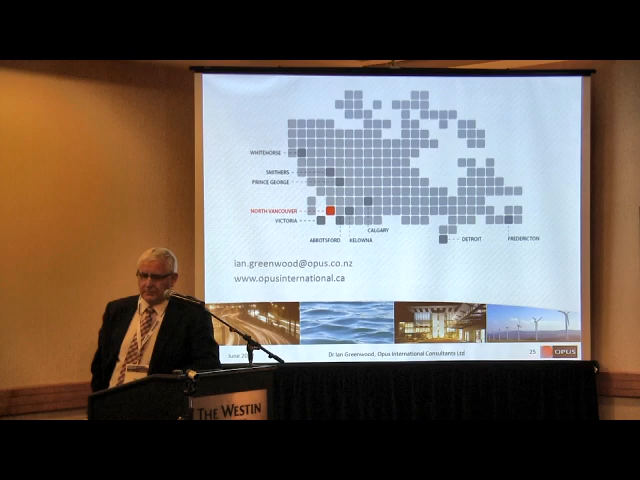 WHITEHORSE
SMITHERS
PRINCE GEORGE
NORTH VANCOUVER
VICTORIA
CALGARY
ABBOTSFORD
KELOWNA
DETROIT
FREDERICTON
ian.greenwood@opus.co.nz
www.opusinternational.ca
Dr Ian Greenwood, Opus International Consultants Ltd
25
OPUS
THE WESTIN